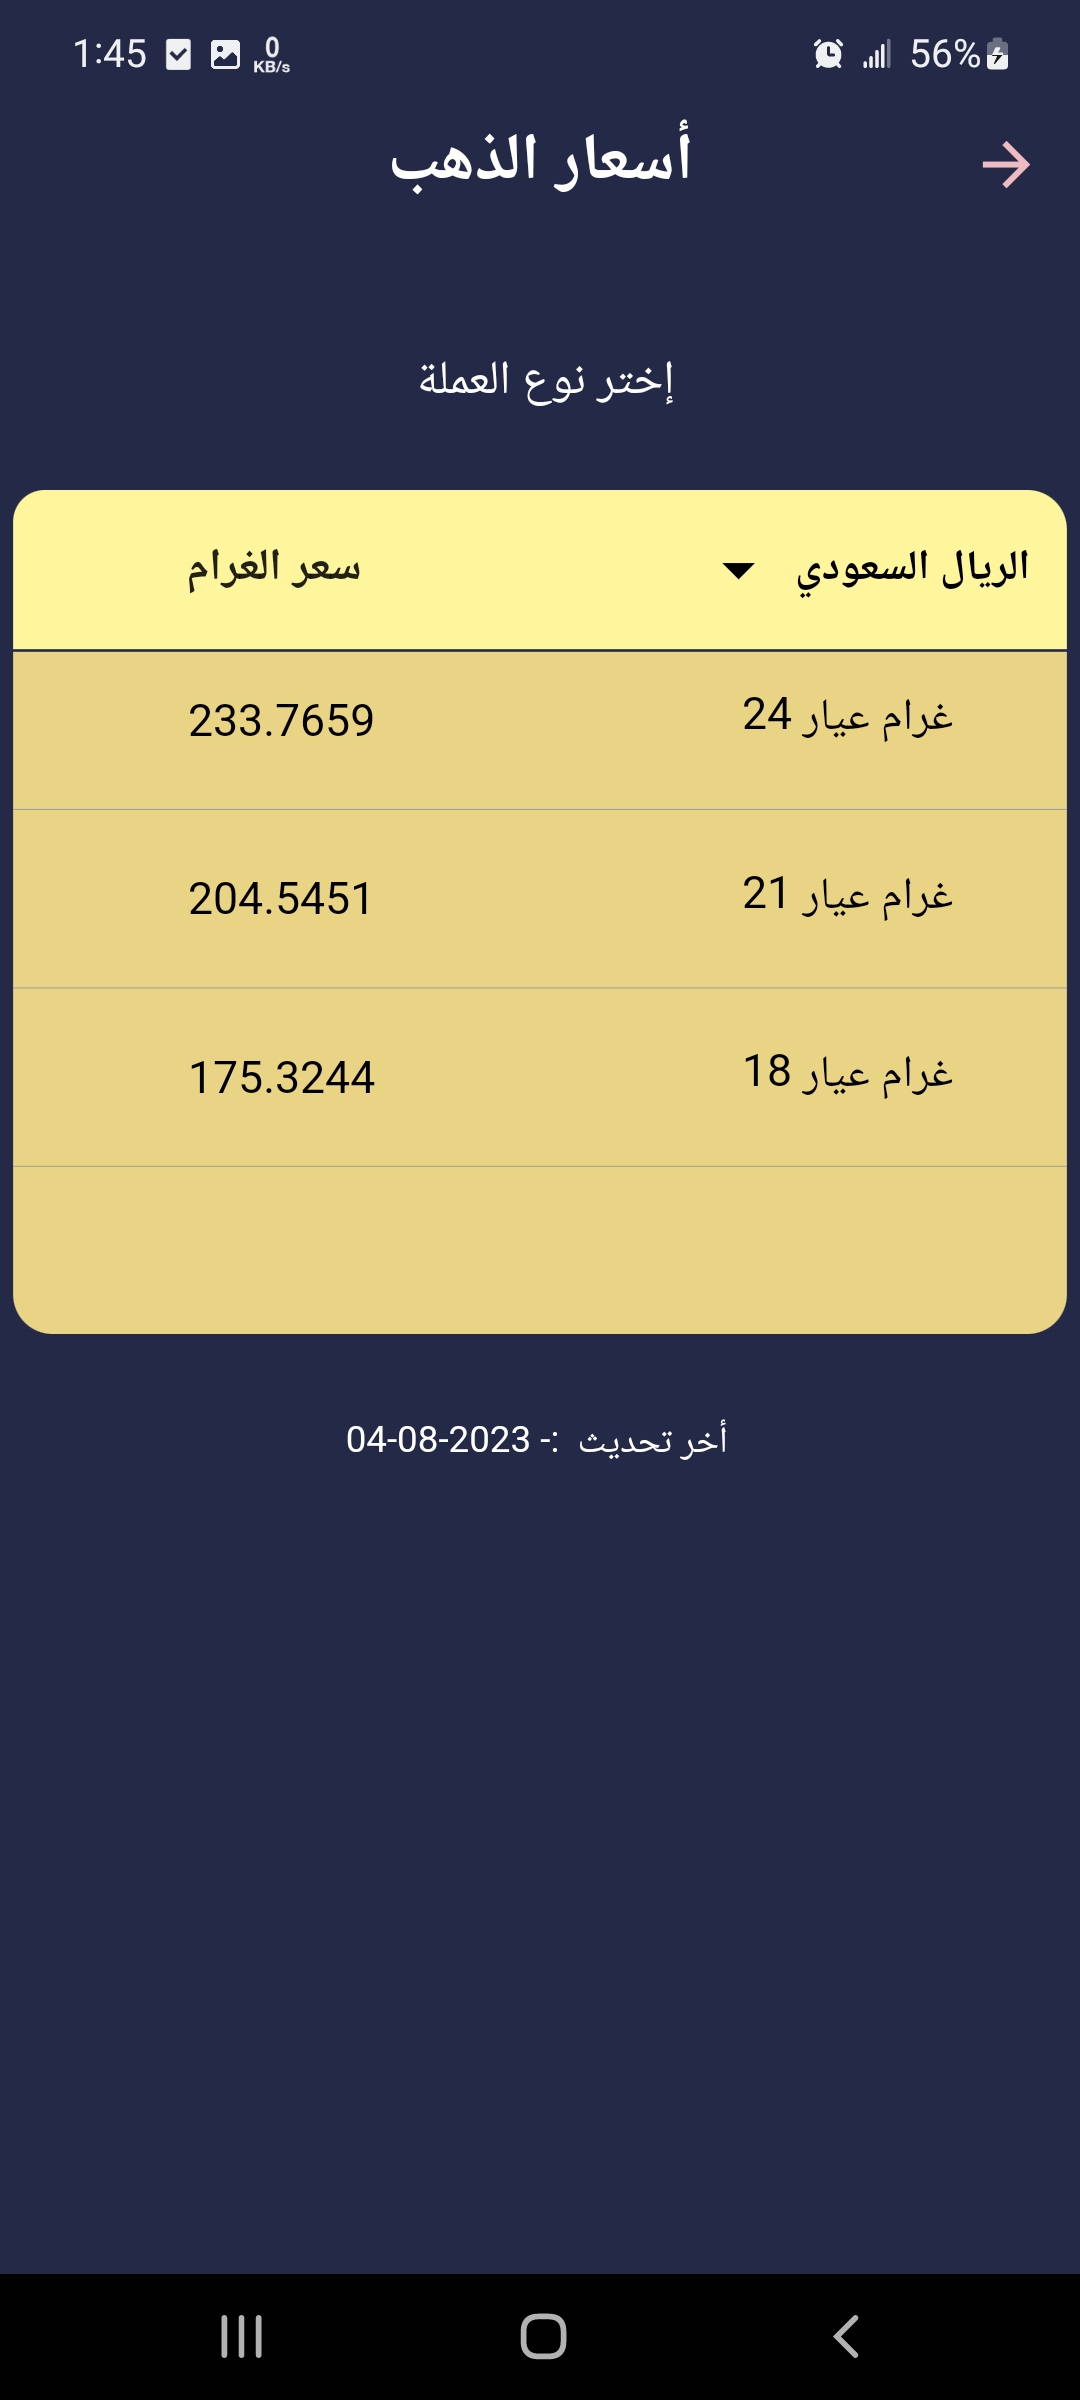 1:45 0 KB/s 56%
أسعار الذهب
إختر نوع العملة
الريال السعودي سعر الغرام
غرام عيار 24 233.7659
غرام عيار 21 204.5451
غرام عيار 18 175.3244
أخر تحديث :- 2023-08-04